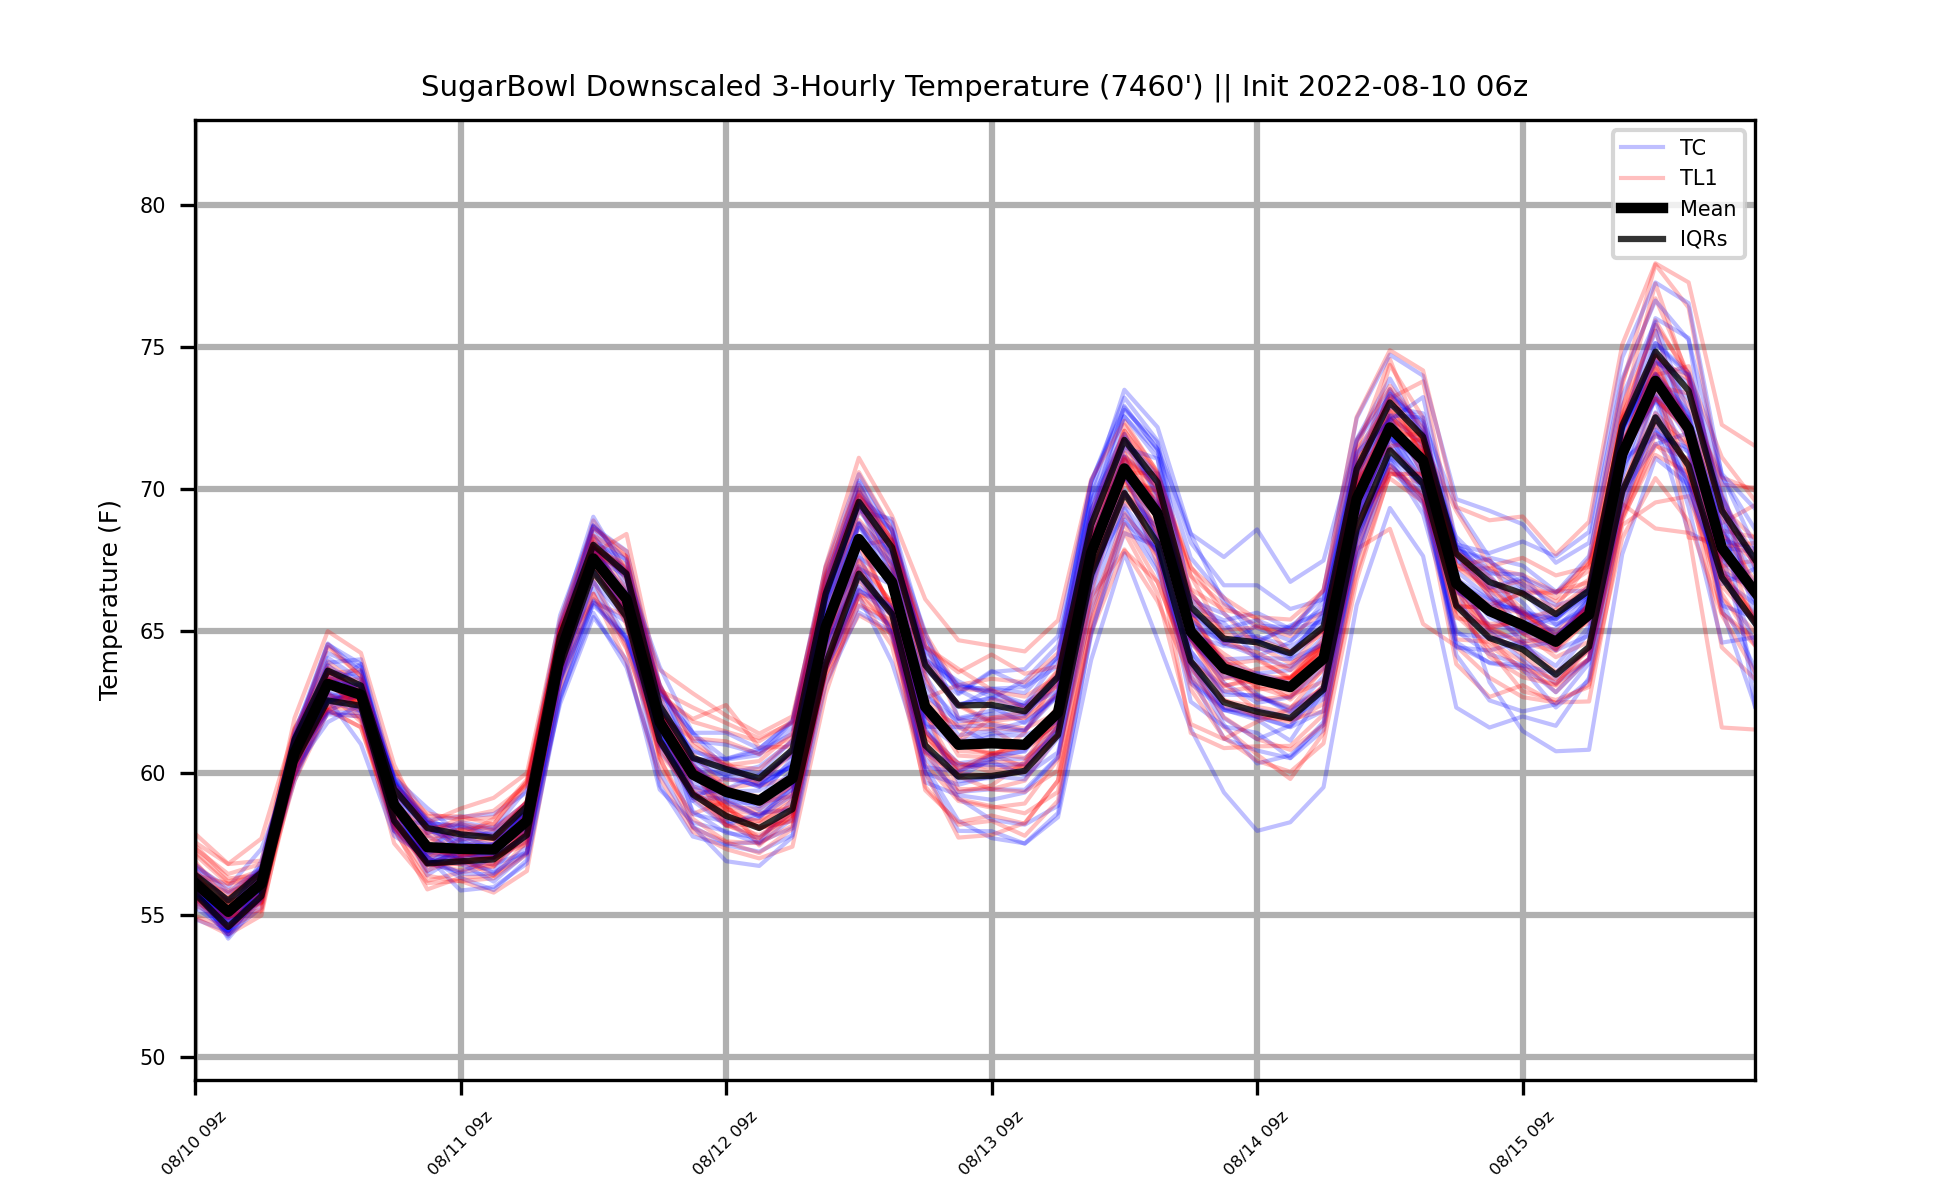 SugarBowl Downscaled 3-Hourly Temperature (7460') || Init 2022-08-10 06z
TC
TL1
Mean
IQRs
Temperature (F)
80
75
70
65
60
55
50
08/10 09z
08/11 09z
08/12 09z
08/13 09z
08/14 09z
08/15 09z